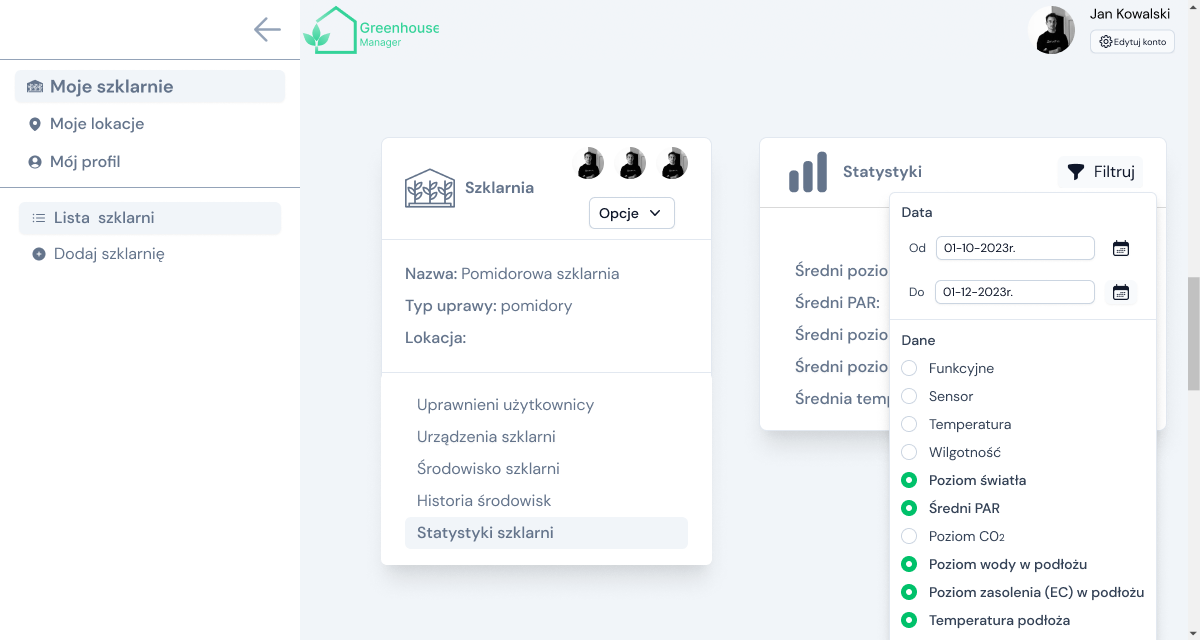 Greenhouse
Manager
Jan Kowalski
Edytuj konto
Moje szklarnie
Moje lokacje
Mój profil
Lista szklarni
Dodaj szklarnię
Szklarnia
Opcje
Nazwa: Pomidorowa szklarnia
Typ uprawy: pomidory
Lokacja:
Uprawnieni użytkownicy
Urządzenia szklarni
Środowisko szklarni
Historia środowisk
Statystyki szklarni
Statystyki
Filtruj
Średni pozio
Średni PAR:
Średni pozio
Średni pozio
Średnia temp
Data
Od 01-10-2023r.
Do 01-12-2023r.
Dane
Funkcyjne
Sensor
Temperatura
Wilgotność
Poziom światła
Średni PAR
Poziom CO2
Poziom wody w podłożu
Poziom zasolenia (EC) w podłożu
Temperatura podłoża